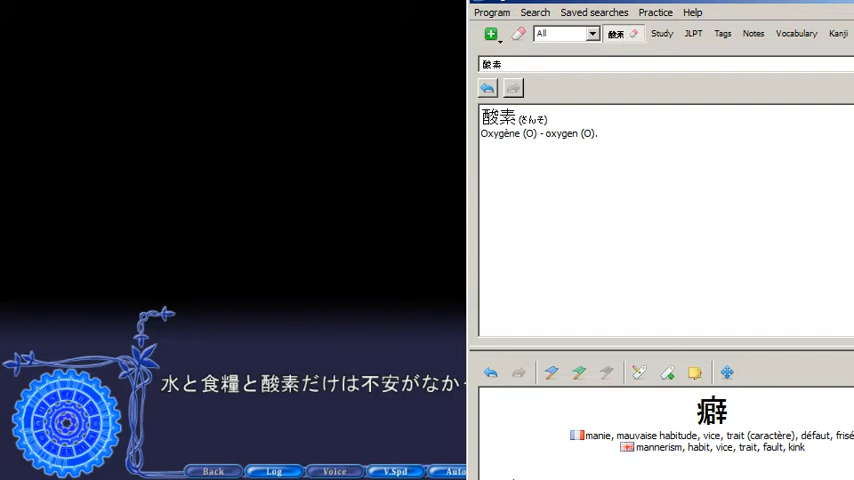 Program Search Saved searches Practice Help
All 酸素 Study JLPT Tags Notes Vocabulary Kanji
酸素
酸素 (さんそ)
Oxygène (O) - oxygen (O).
水と食糧と酸素だけは不安がなか
癖
manie, mauvaise habitude, vice, trait (caractère), défaut, frisé
mannerism, habit, vice, trait, fault, kink
Back Log Voice V.Spd Auto